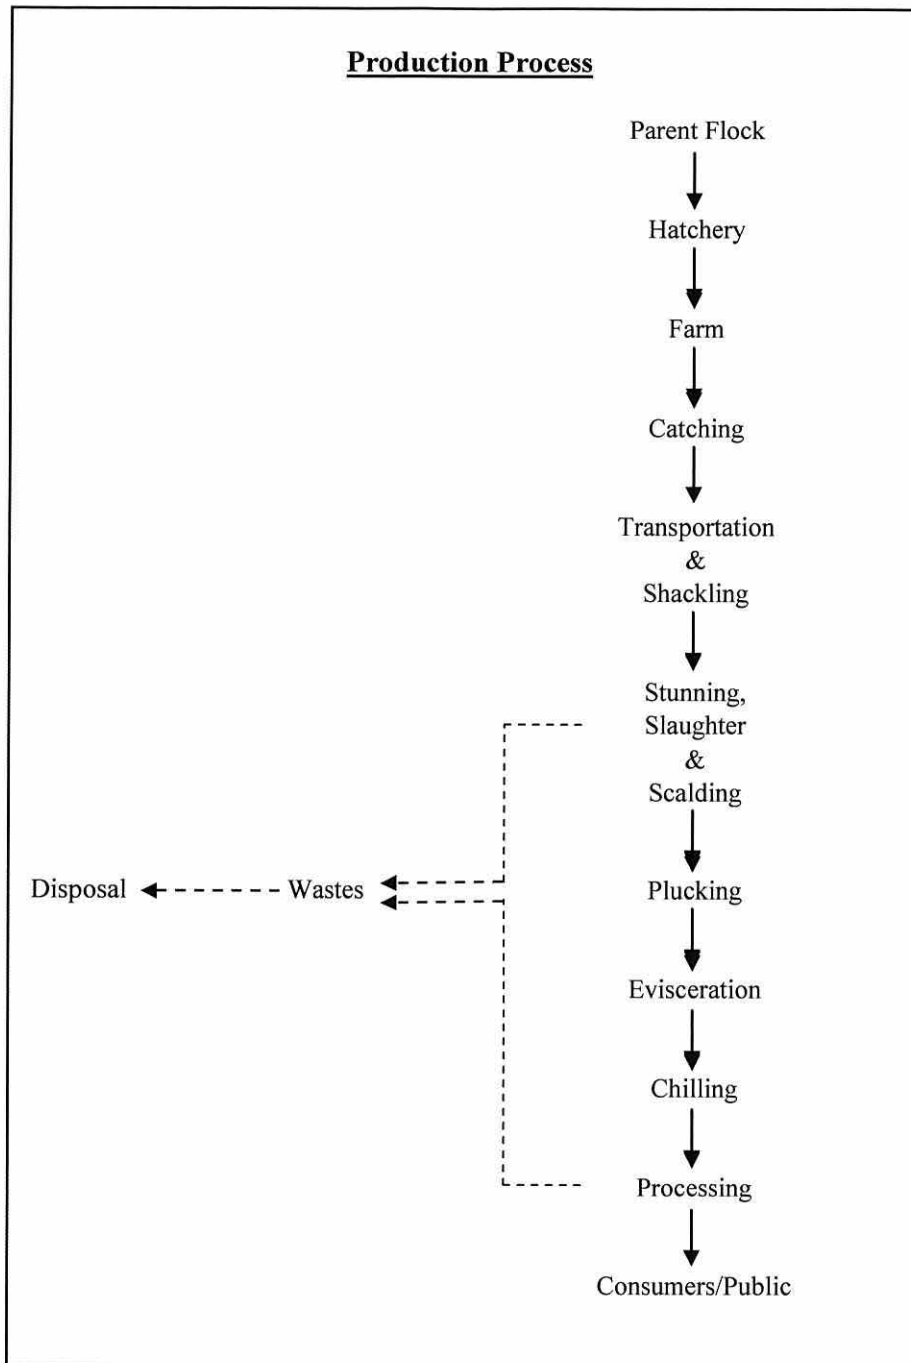 Production Process
Parent Flock
Hatchery
Farm
Catching
Transportation
&
Shackling
Stunning,
Slaughter
&
Scalding
Disposal
Wastes
Plucking
Evisceration
Chilling
Processing
Consumers/Public